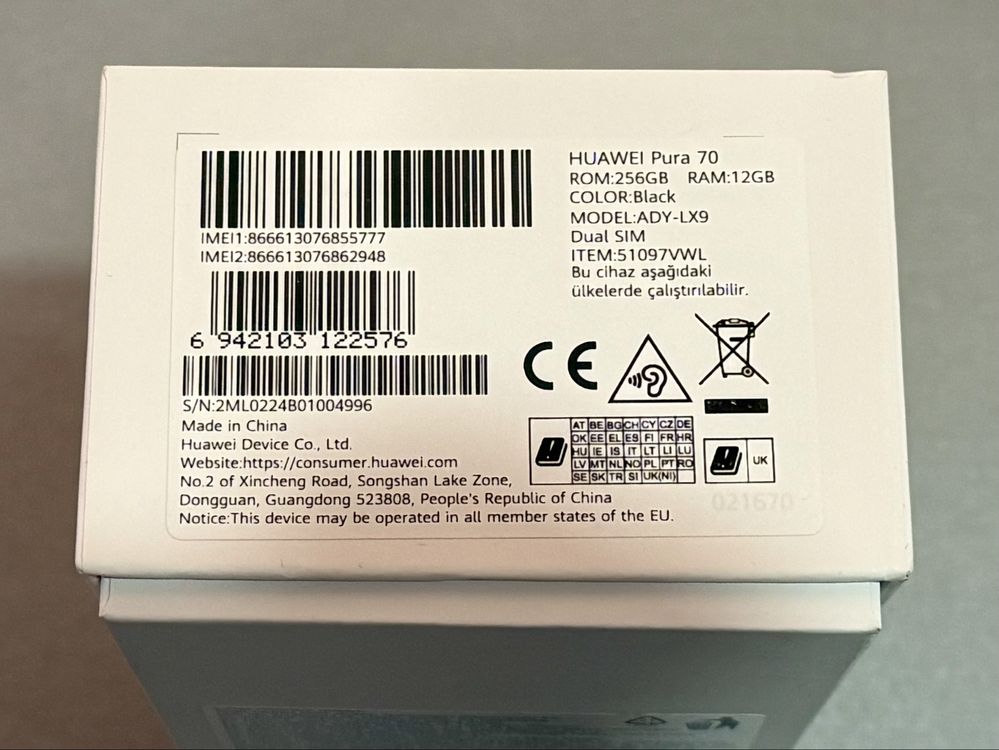 IMEI1:866613076855777
IMEI2:866613076862948
6 942103 122576
S/N:2ML0224B01004996
Made in China
Huawei Device Co., Ltd.
Website:https://consumer.huawei.com
No.2 of Xincheng Road, Songshan Lake Zone,
Dongguan, Guangdong 523808, People's Republic of China
Notice:This device may be operated in all member states of the EU.
HUAWEI Pura 70
ROM:256GB RAM:12GB
COLOR:Black
MODEL:ADY-LX9
Dual SIM
ITEM:51097VWL
Bu cihaz aşağıdaki
ülkelerde çalıştırılabilir.
CE
AT BE BG CH CY CZ DE
DK EE EL ES FI FR HR
HU IE IS IT LT LI LU
LV MT NL NO PL PT RO
SE SK TR SI UK(NI)
UK
021670